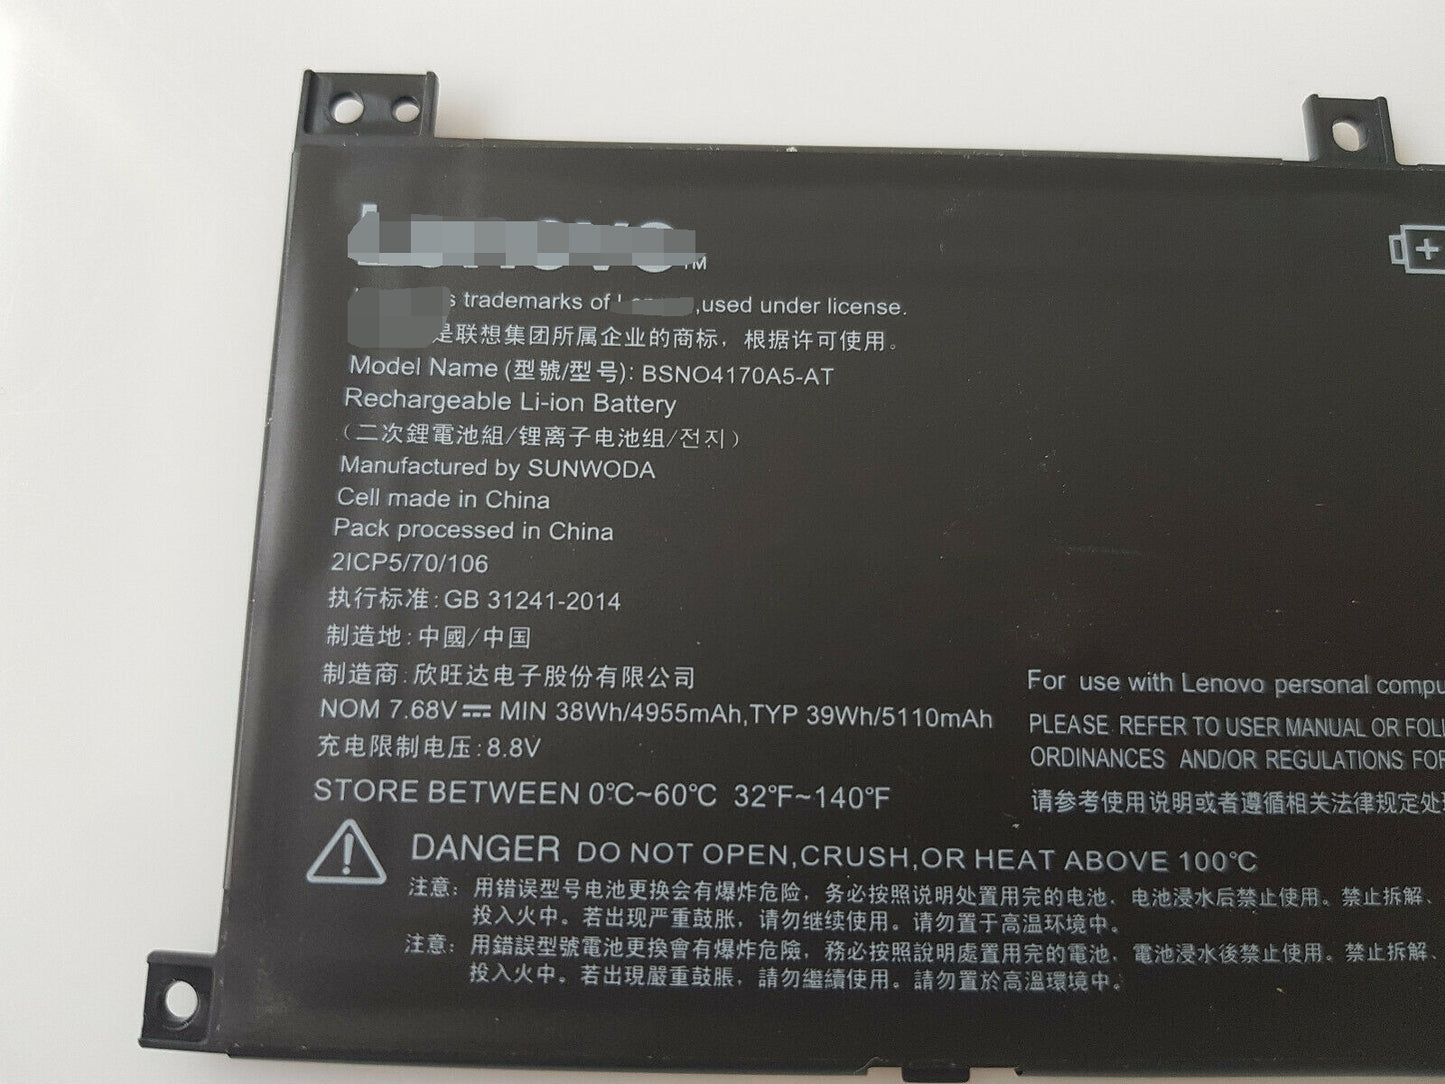 Lenovo™
s trademarks of Le ,used under license.
是联想集团所属企业的商标，根据许可使用。
Model Name (型號/型号): BSNO4170A5-AT
Rechargeable Li-ion Battery
（二次鋰電池組/锂离子电池组/전지）
Manufactured by SUNWODA
Cell made in China
Pack processed in China
2ICP5/70/106
执行标准:GB 31241-2014
制造地:中國/中国
制造商:欣旺达电子股份有限公司
NOM 7.68V⎓ MIN 38Wh/4955mAh,TYP 39Wh/5110mAh
充电限制电压:8.8V
STORE BETWEEN 0℃~60℃ 32℉~140℉
For use with Lenovo personal compu
PLEASE REFER TO USER MANUAL OR FOLL
ORDINANCES AND/OR REGULATIONS FOR
请参考使用说明或者遵循相关法律规定处理
DANGER DO NOT OPEN,CRUSH,OR HEAT ABOVE 100℃
注意：用错误型号电池更换会有爆炸危险，务必按照说明处置用完的电池，电池浸水后禁止使用。禁止拆解、
投入火中。若出现严重鼓胀，请勿继续使用。请勿置于高温环境中。
注意：用錯誤型號電池更換會有爆炸危險，務必按照說明處置用完的電池，電池浸水後禁止使用。禁止拆解、
投入火中。若出現嚴重鼓脹，請勿繼續使用。請勿置於高溫環境中。